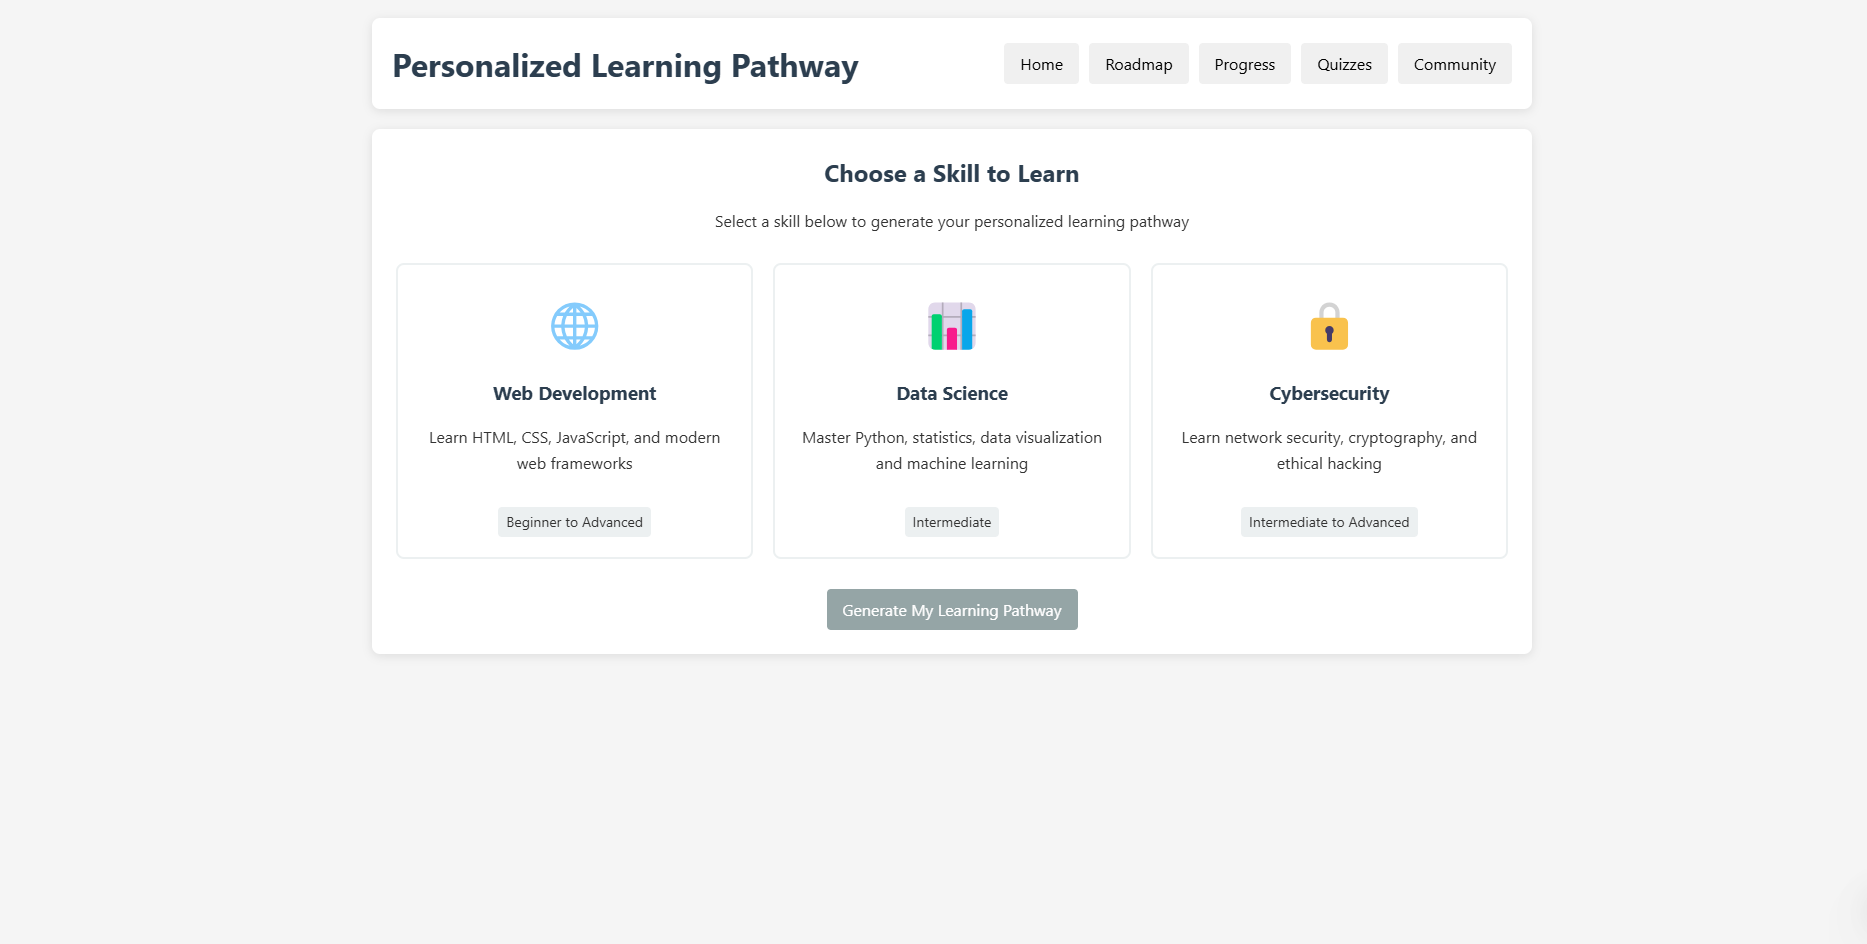 Personalized Learning Pathway
Home
Roadmap
Progress
Quizzes
Community
Choose a Skill to Learn
Select a skill below to generate your personalized learning pathway
Web Development
Learn HTML, CSS, JavaScript, and modern
web frameworks
Beginner to Advanced
Data Science
Master Python, statistics, data visualization
and machine learning
Intermediate
Cybersecurity
Learn network security, cryptography, and
ethical hacking
Intermediate to Advanced
Generate My Learning Pathway